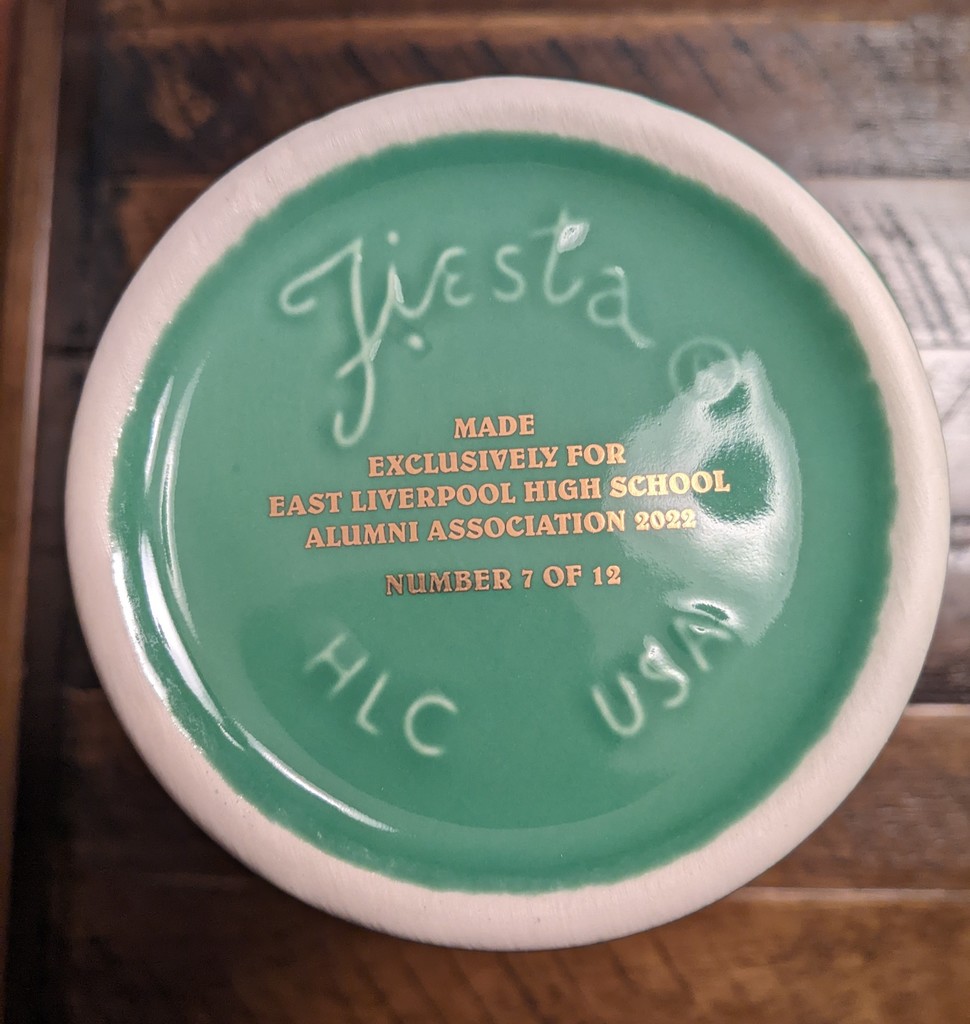 Fiesta
®
MADE
EXCLUSIVELY FOR
EAST LIVERPOOL HIGH SCHOOL
ALUMNI ASSOCIATION 2022
NUMBER 7 OF 12
HLC USA